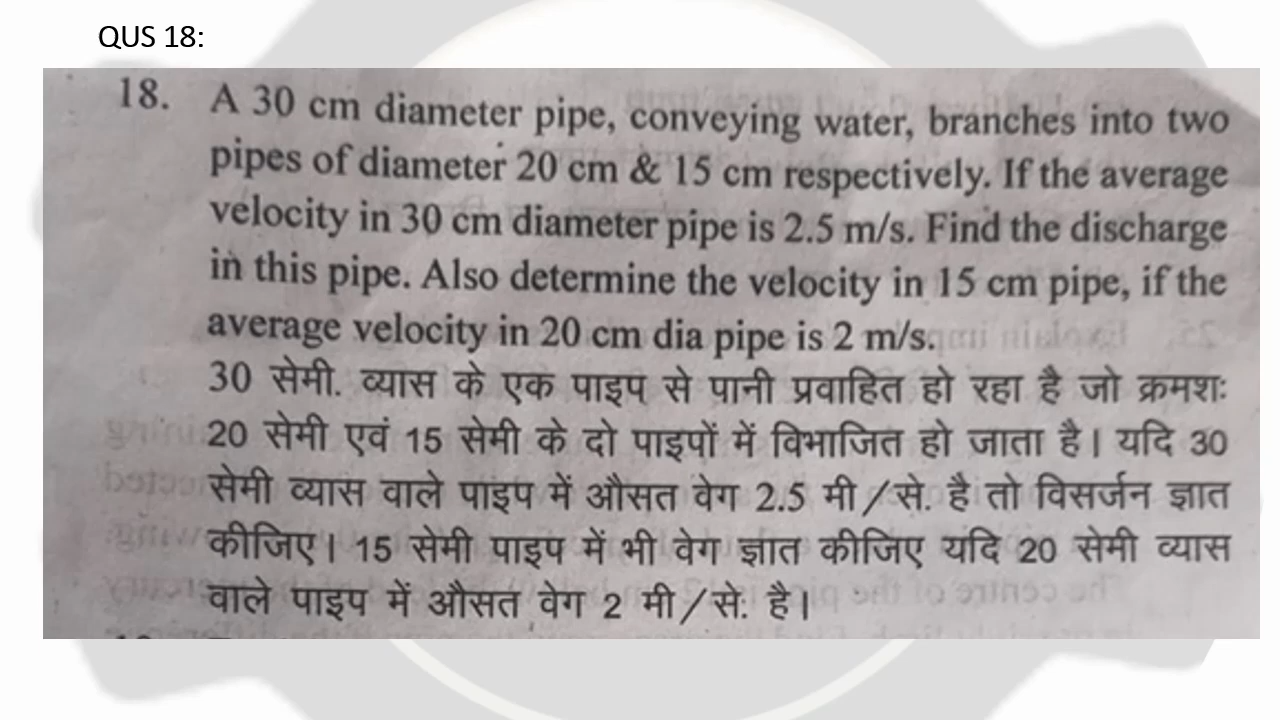 QUS 18:
18. A 30 cm diameter pipe, conveying water, branches into two
pipes of diameter 20 cm & 15 cm respectively. If the average
velocity in 30 cm diameter pipe is 2.5 m/s. Find the discharge
in this pipe. Also determine the velocity in 15 cm pipe, if the
average velocity in 20 cm dia pipe is 2 m/s.
30 सेमी. व्यास के एक पाइप से पानी प्रवाहित हो रहा है जो क्रमशः
20 सेमी एवं 15 सेमी के दो पाइपों में विभाजित हो जाता है। यदि 30
सेमी व्यास वाले पाइप में औसत वेग 2.5 मी/से. है तो विसर्जन ज्ञात
कीजिए। 15 सेमी पाइप में भी वेग ज्ञात कीजिए यदि 20 सेमी व्यास
वाले पाइप में औसत वेग 2 मी/से. है।